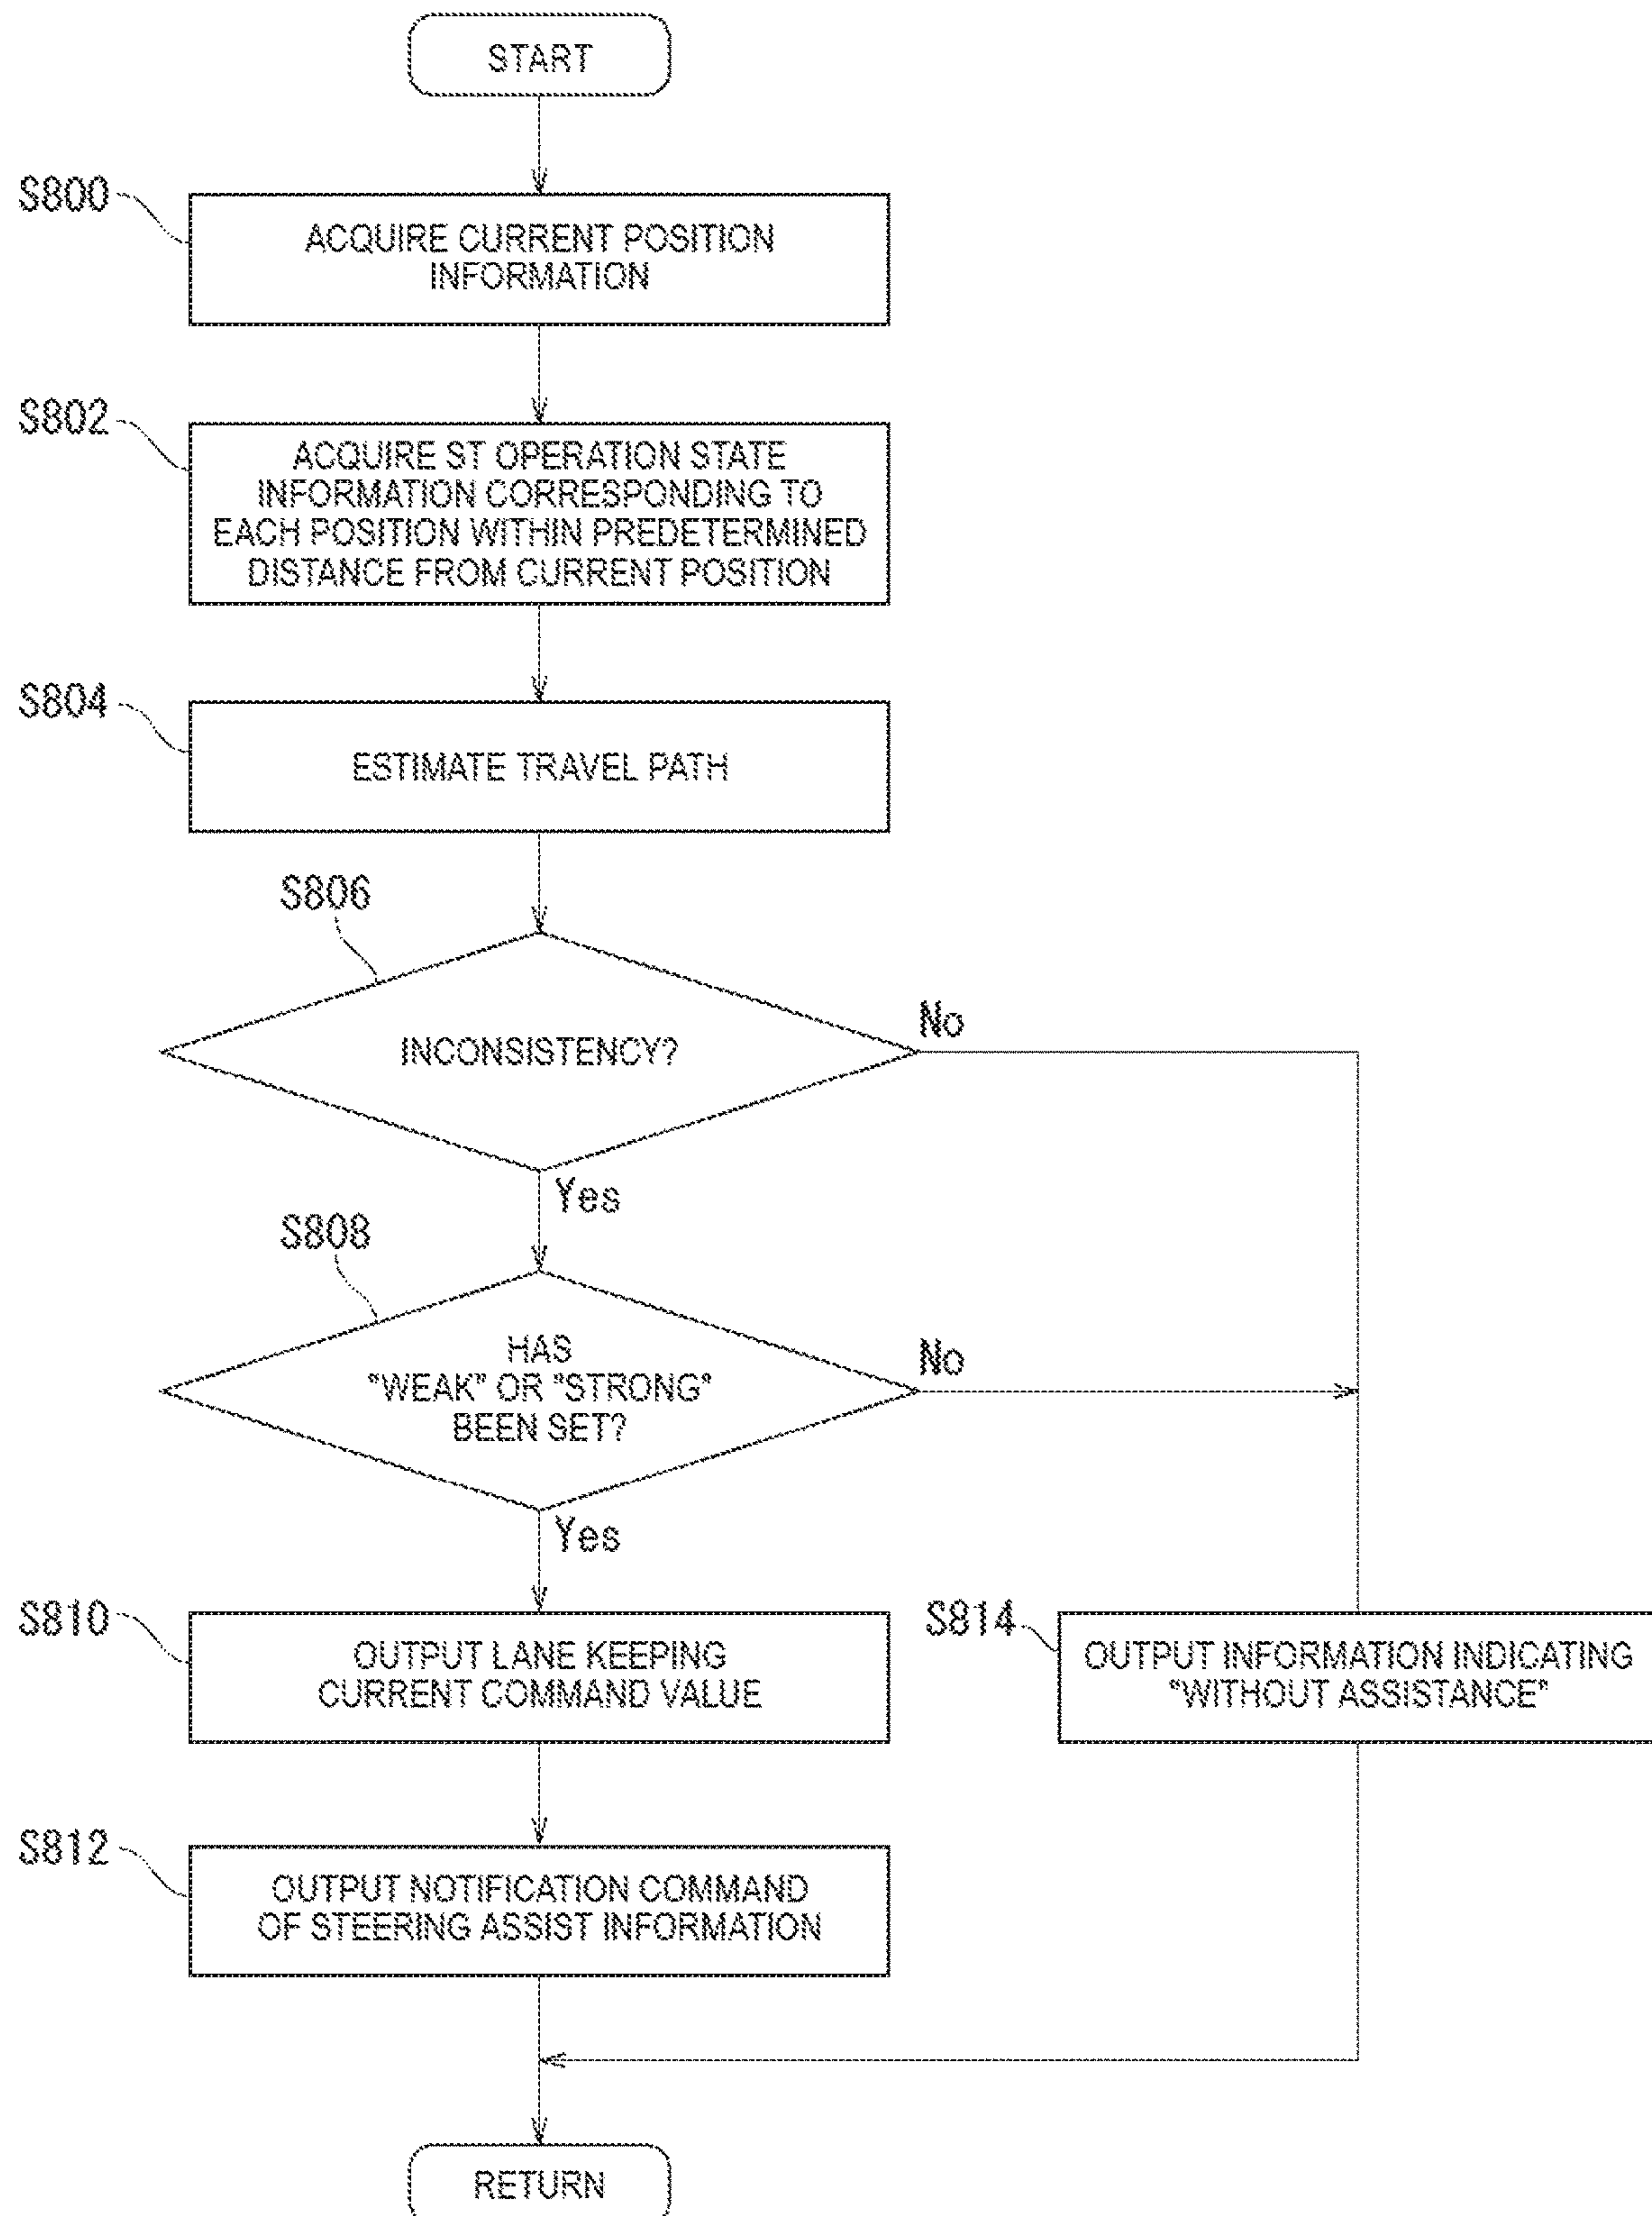 START
S800
ACQUIRE CURRENT POSITION
INFORMATION
S802
ACQUIRE ST OPERATION STATE
INFORMATION CORRESPONDING TO
EACH POSITION WITHIN PREDETERMINED
DISTANCE FROM CURRENT POSITION
S804
ESTIMATE TRAVEL PATH
S806
INCONSISTENCY?
No
Yes
S808
HAS
"WEAK" OR "STRONG"
BEEN SET?
No
Yes
S810
OUTPUT LANE KEEPING
CURRENT COMMAND VALUE
S814
OUTPUT INFORMATION INDICATING
"WITHOUT ASSISTANCE"
S812
OUTPUT NOTIFICATION COMMAND
OF STEERING ASSIST INFORMATION
RETURN